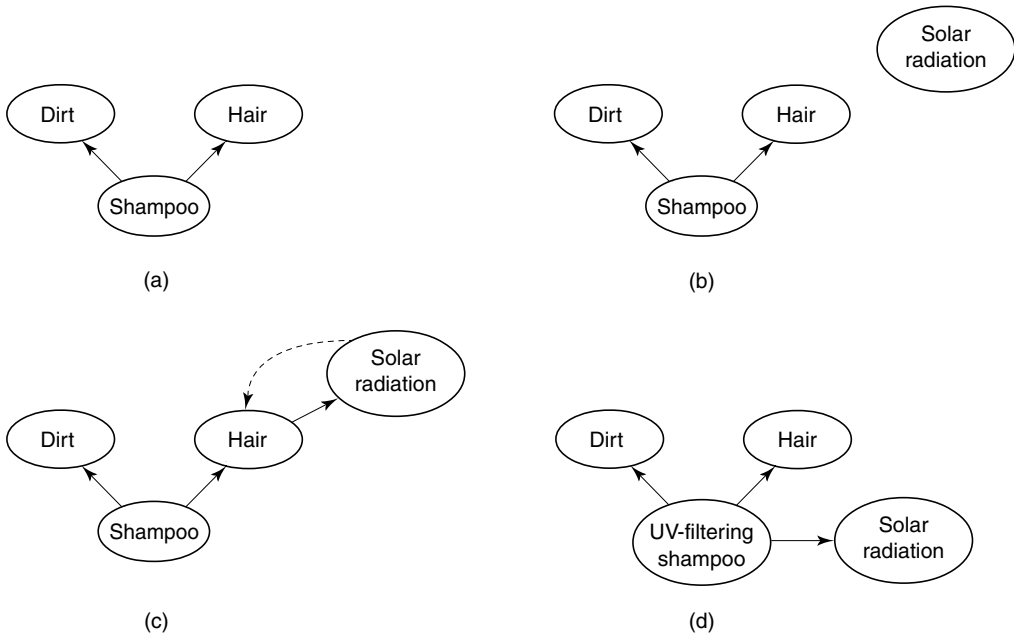 Dirt
Hair
Shampoo
(a)
Solar
radiation
Dirt
Hair
Shampoo
(b)
Solar
radiation
Dirt
Hair
Shampoo
(c)
Dirt
Hair
UV-filtering
shampoo
Solar
radiation
(d)